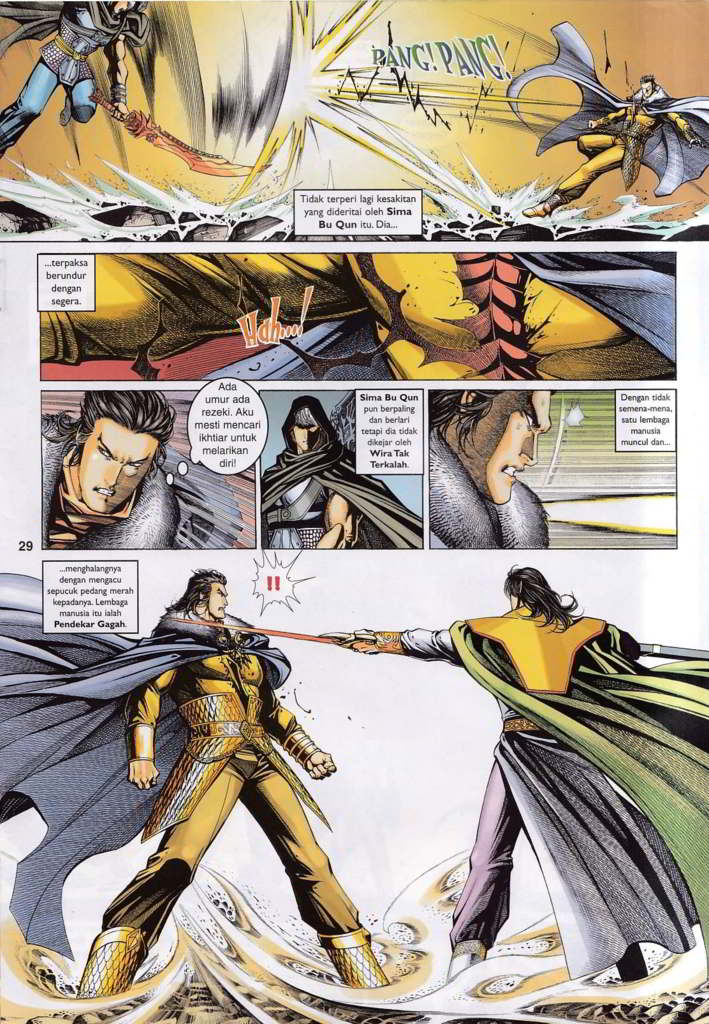 PANG! PANG!
Tidak terperi lagi kesakitan
yang dideritai oleh Sima
Bu Qun itu. Dia...
...terpaksa
berundur
dengan
segera.
Hah....!
Ada
umur ada
rezeki. Aku
mesti mencari
ikhtiar untuk
melarikan
diri!
Sima Bu Qun
pun berpaling
dan berlari
tetapi dia tidak
dikejar oleh
Wira Tak
Terkalah.
Dengan tidak
semena-mena,
satu lembaga
manusia
muncul dan...
29
...menghalangnya
dengan mengacu
sepucuk pedang merah
kepadanya. Lembaga
manusia itu ialah
Pendekar Gagah.
!!